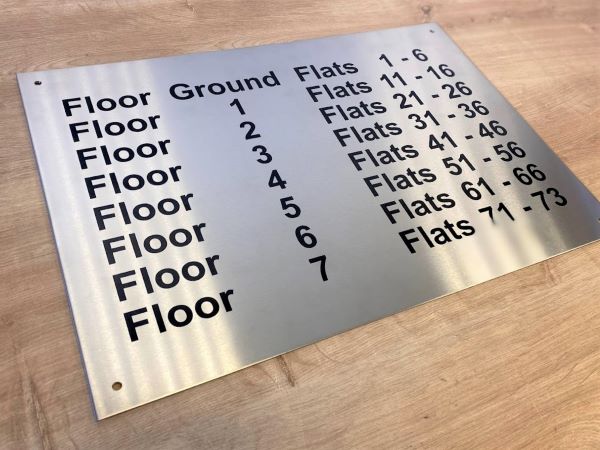 Floor Ground Flats 1 - 6
Floor 1 Flats 11 - 16
Floor 2 Flats 21 - 26
Floor 3 Flats 31 - 36
Floor 4 Flats 41 - 46
Floor 5 Flats 51 - 56
Floor 6 Flats 61 - 66
Floor 7 Flats 71 - 73